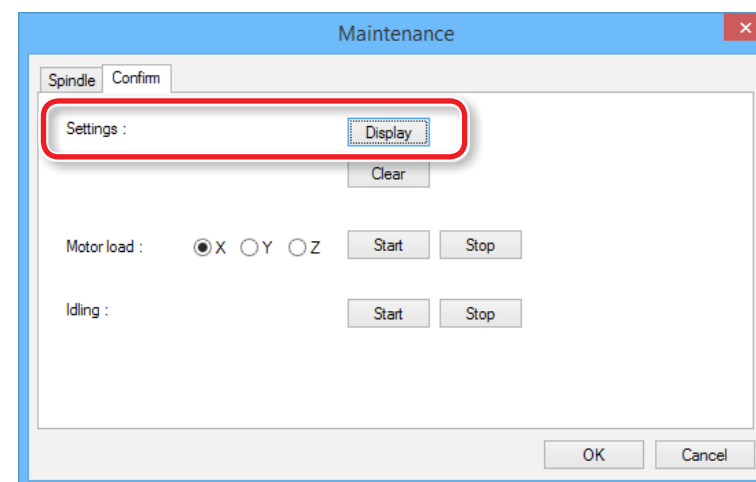 Maintenance
Spindle Confirm
Settings : Display
Clear
Motor load : X Y Z Start Stop
Idling : Start Stop
OK Cancel